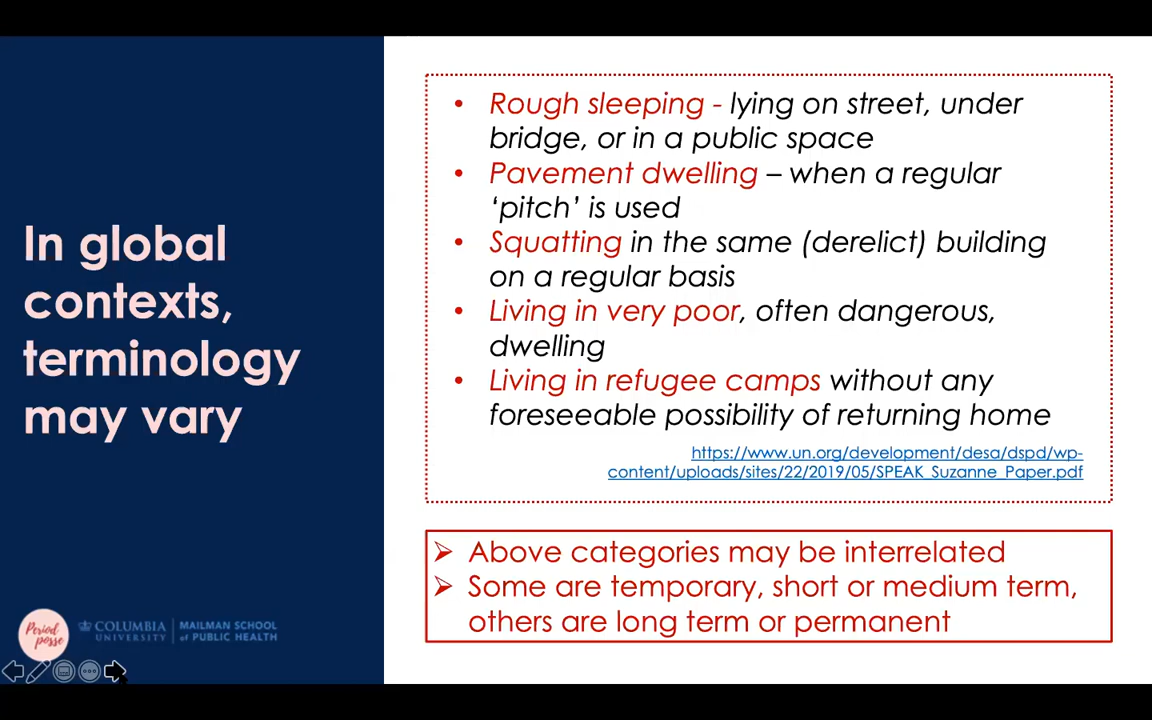 In global
contexts,
terminology
may vary
• Rough sleeping - lying on street, under
bridge, or in a public space
• Pavement dwelling – when a regular
‘pitch’ is used
• Squatting in the same (derelict) building
on a regular basis
• Living in very poor, often dangerous,
dwelling
• Living in refugee camps without any
foreseeable possibility of returning home
https://www.un.org/development/desa/dspd/wp-
content/uploads/sites/22/2019/05/SPEAK_Suzanne_Paper.pdf
➢ Above categories may be interrelated
➢ Some are temporary, short or medium term,
others are long term or permanent
Period
posse
COLUMBIA
UNIVERSITY
MAILMAN SCHOOL
of PUBLIC HEALTH